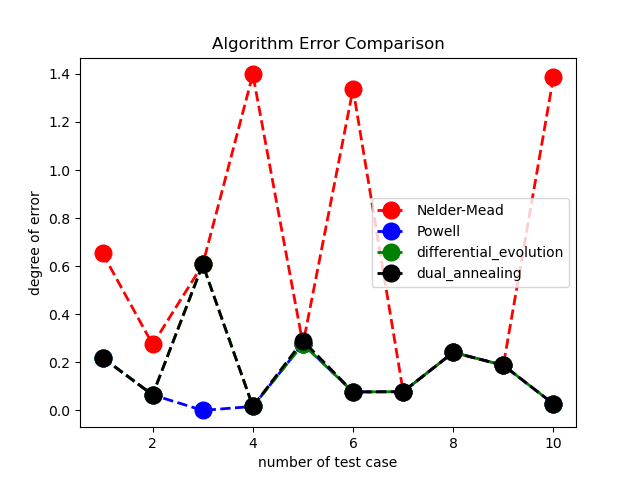 Algorithm Error Comparison
1.4
1.2
1.0
0.8
0.6
0.4
0.2
0.0
degree of error
Nelder-Mead
Powell
differential_evolution
dual_annealing
2
4
6
8
10
number of test case